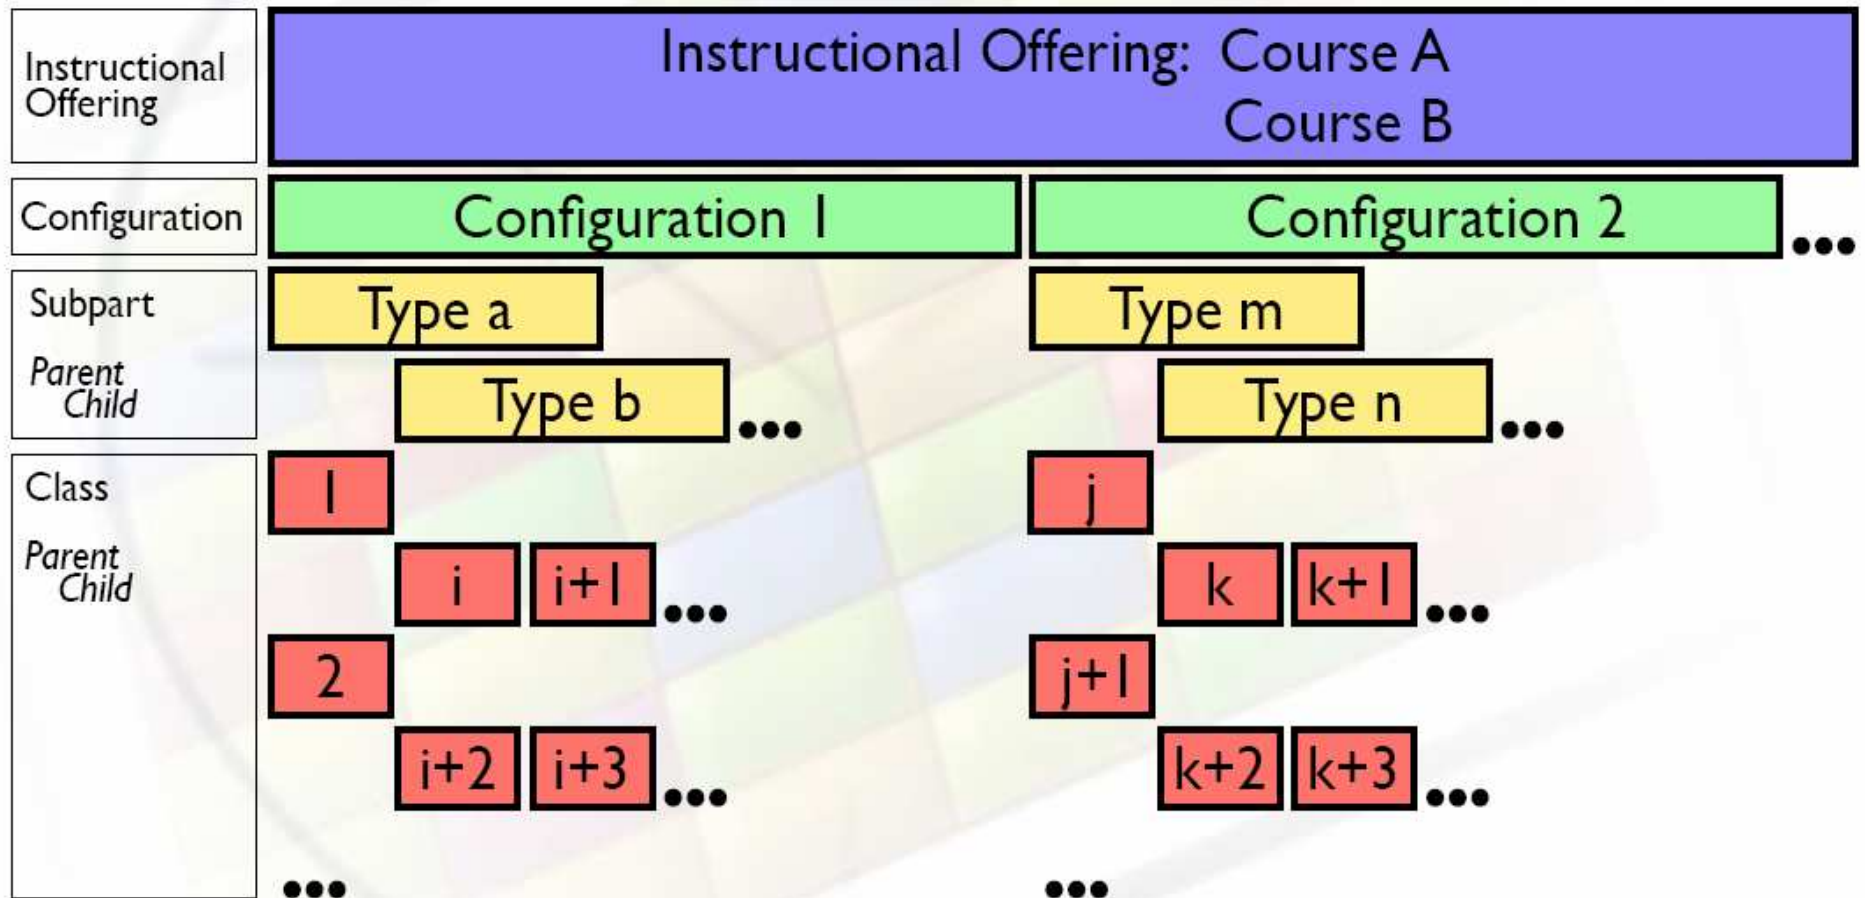 Instructional
Offering
Instructional Offering: Course A
Course B
Configuration
Configuration 1
Configuration 2
•••
Subpart
Parent
Child
Type a
Type m
Type b
•••
Type n
•••
Class
Parent
Child
1
j
i
i+1
•••
k
k+1
•••
2
j+1
i+2
i+3
•••
k+2
k+3
•••
•••
•••